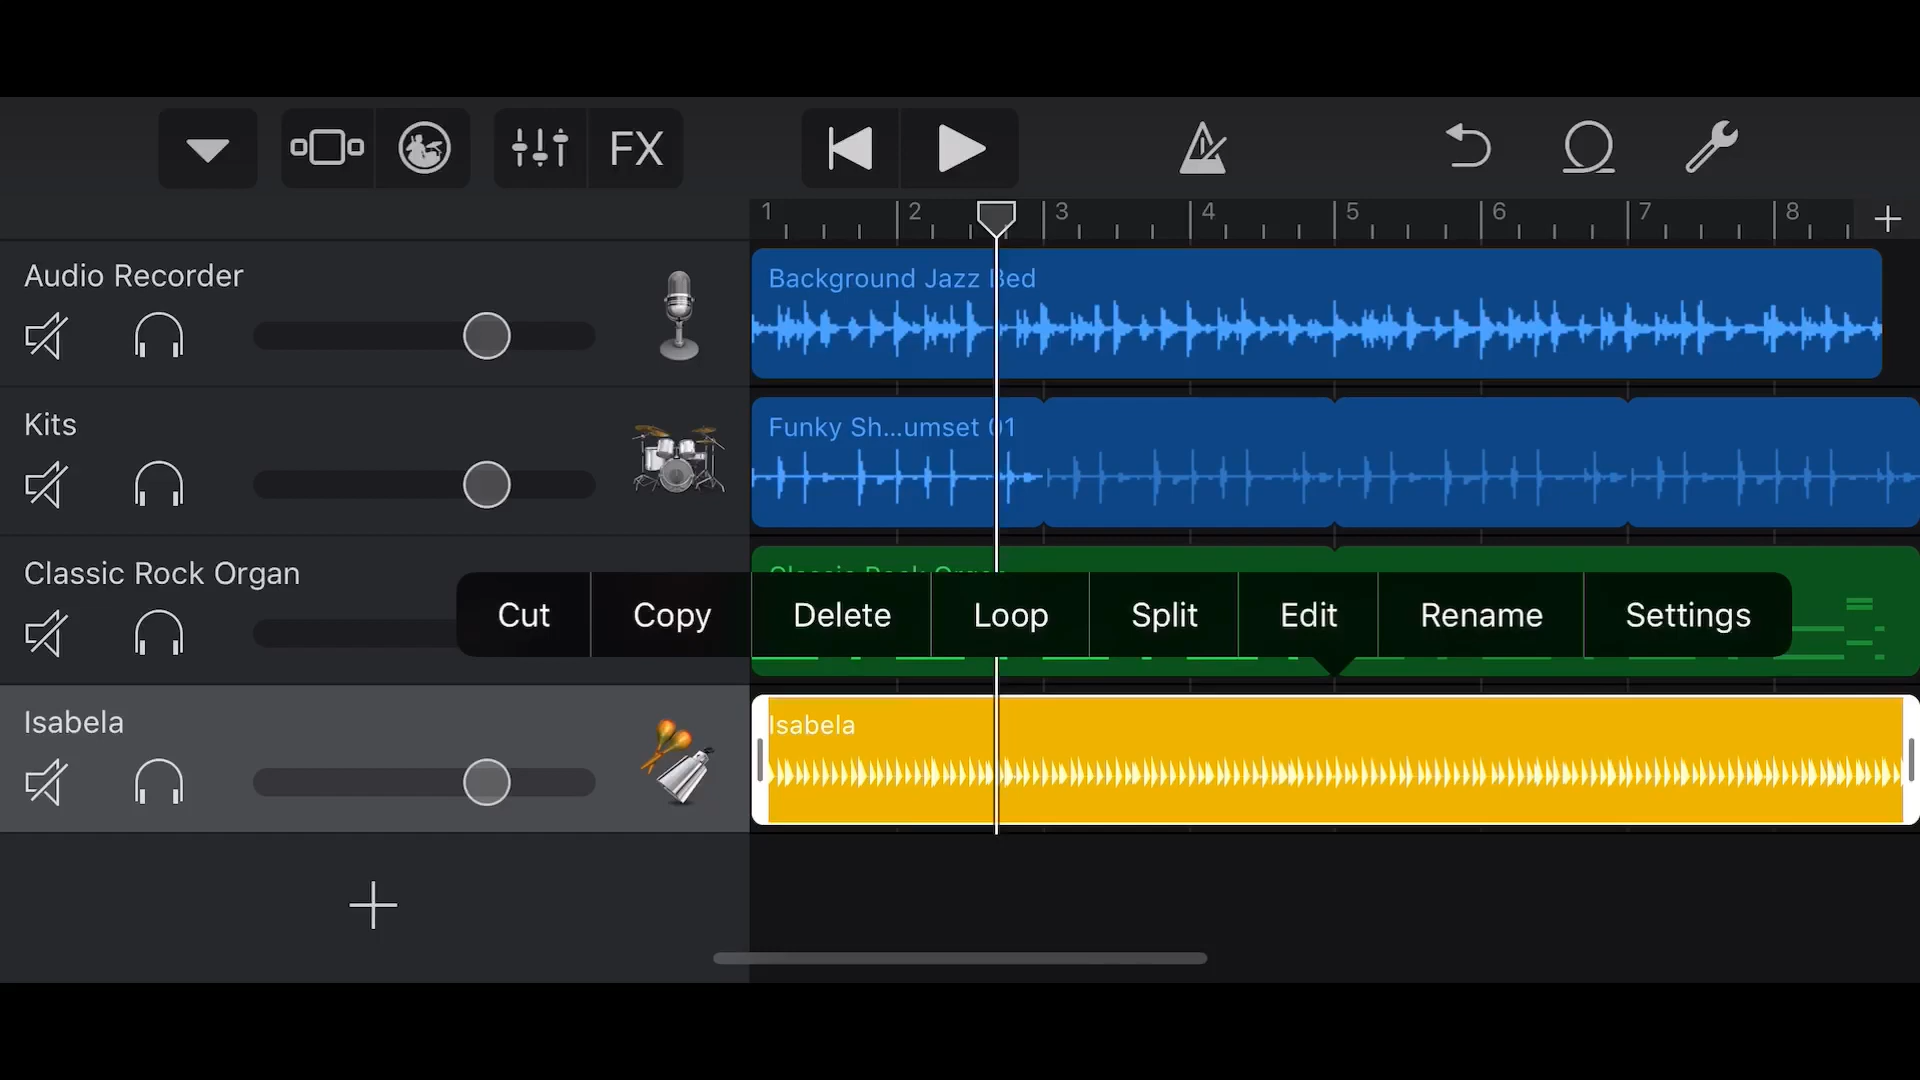 FX
1 2 3 4 5 6 7 8
Audio Recorder
Background Jazz Bed
Kits
Funky Sh...umset 01
Classic Rock Organ
Cut Copy Delete Loop Split Edit Rename Settings
Isabela
Isabela